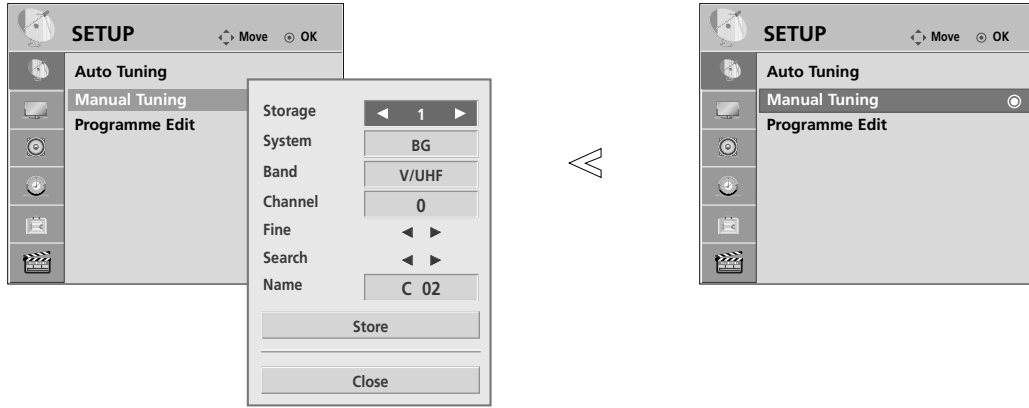 SETUP Move OK
Auto Tuning
Manual Tuning
Programme Edit
Storage ◄ 1 ►
System BG
Band V/UHF
Channel 0
Fine ◄ ►
Search ◄ ►
Name C 02
Store
Close
SETUP Move OK
Auto Tuning
Manual Tuning
Programme Edit